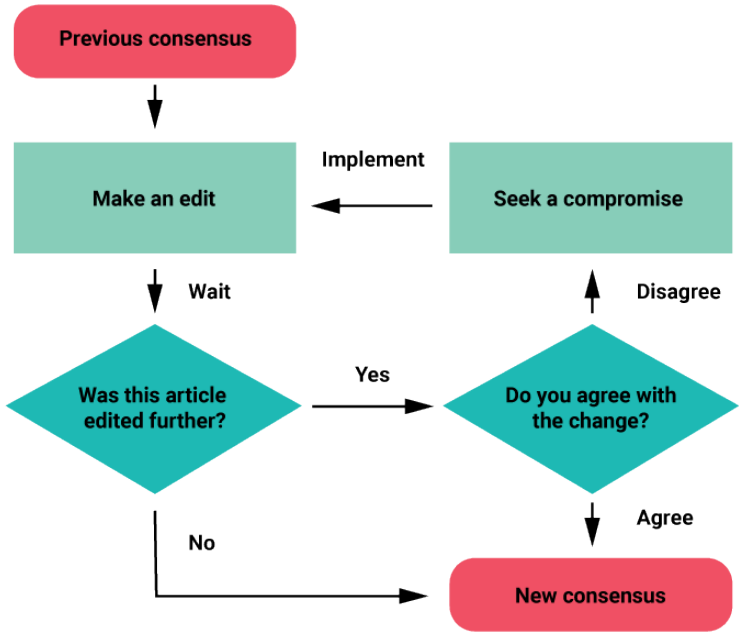 Previous consensus
Implement
Make an edit
Seek a compromise
Wait
Disagree
Was this article
edited further?
Yes
Do you agree with
the change?
No
Agree
New consensus